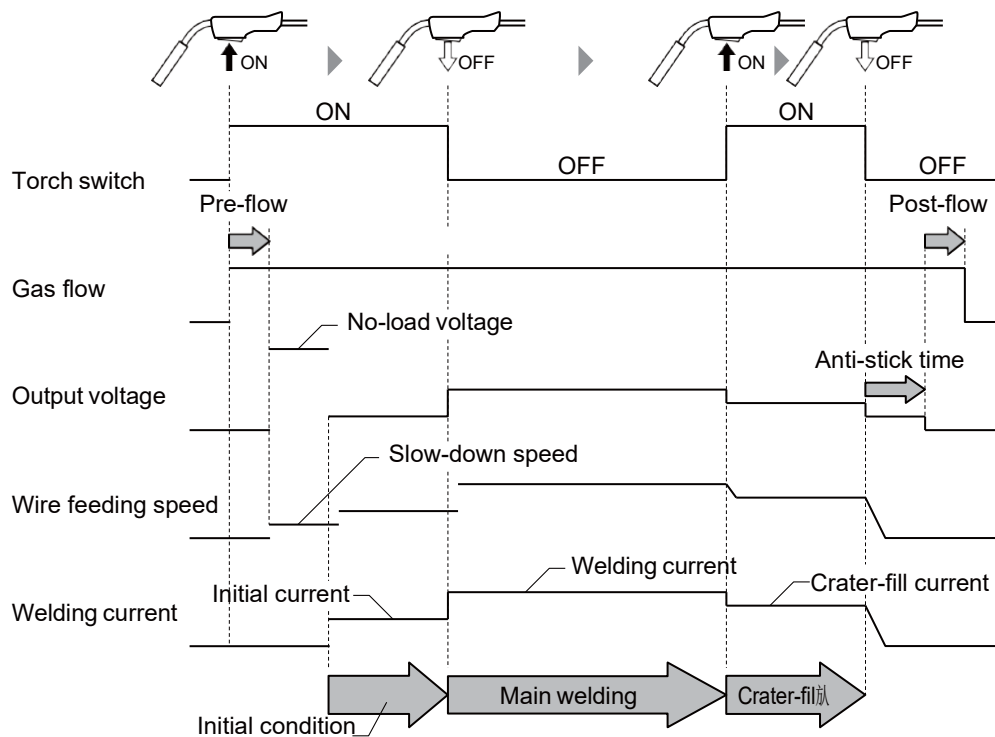 ON
OFF
ON
OFF
ON
ON
Torch switch
OFF
OFF
Pre-flow
Post-flow
Gas flow
No-load voltage
Anti-stick time
Output voltage
Slow-down speed
Wire feeding speed
Welding current
Initial current
Crater-fill current
Welding current
Main welding
Crater-fil
Initial condition